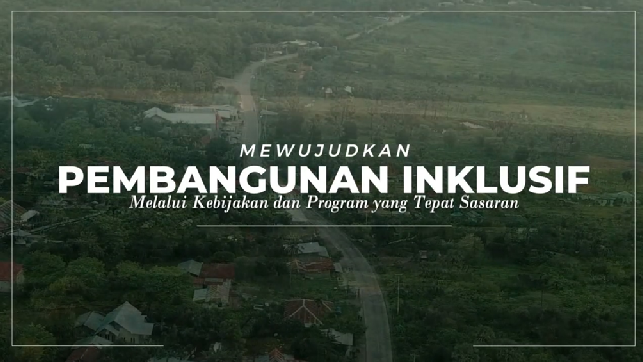 MEWUJUDKAN
PEMBANGUNAN INKLUSIF
Melalui Kebijakan dan Program yang Tepat Sasaran